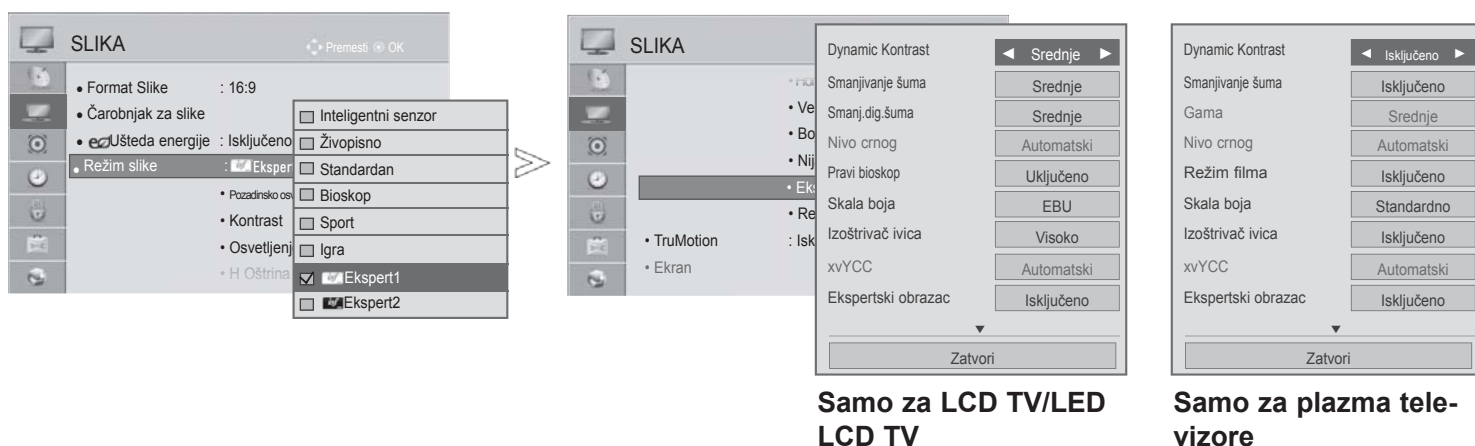 SLIKA
Premesti OK
• Format Slike : 16:9
• Čarobnjak za slike
• Ušteda energije : Isključeno
• Režim slike : Eksper
• Kontrast
• Osvetljenj
• H Oštrina
Inteligentni senzor
Živopisno
Standardan
Bioskop
Sport
Igra
Ekspert1
Ekspert2
SLIKA
• Ve
• Bo
• Nij
• Eks
• Re
• TruMotion : Isk
• Ekran
Dynamic Kontrast ◄ Srednje ►
Smanjivanje šuma Srednje
Smanj.dig.šuma Srednje
Nivo crnog Automatski
Pravi bioskop Uključeno
Skala boja EBU
Izoštrivač ivica Visoko
xvYCC Automatski
Ekspertski obrazac Isključeno
▼
Zatvori
Samo za LCD TV/LED
LCD TV
Dynamic Kontrast ◄ Isključeno ►
Smanjivanje šuma Isključeno
Gama Srednje
Nivo crnog Automatski
Režim filma Isključeno
Skala boja Standardno
Izoštrivač ivica Isključeno
xvYCC Automatski
Ekspertski obrazac Isključeno
▼
Zatvori
Samo za plazma tele-
vizore